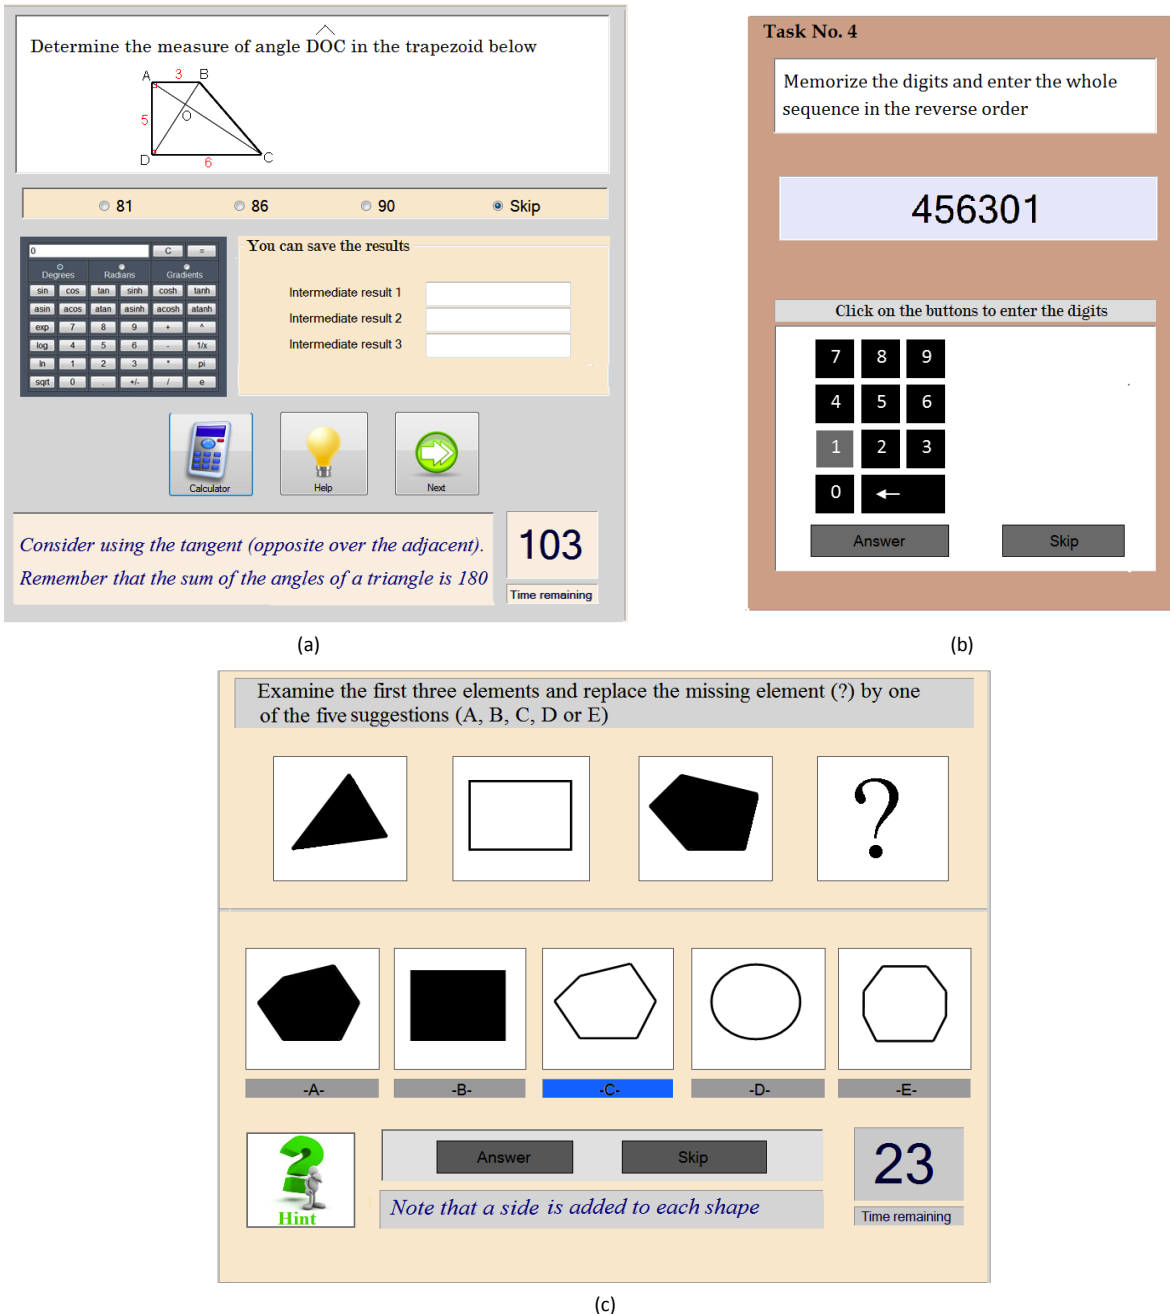 Determine the measure of angle DOC in the trapezoid below
A 3 B
5 O
D 6 C
81 86 90 Skip
0 C =
Degrees Radians Gradients
sin cos tan sinh cosh tanh
asin acos atan asinh acosh atanh
exp 7 8 9 + ^
log 4 5 6 - 1/x
ln 1 2 3 * pi
sqrt 0 . +/- / e
You can save the results
Intermediate result 1
Intermediate result 2
Intermediate result 3
Calculator Help Next
Consider using the tangent (opposite over the adjacent).
Remember that the sum of the angles of a triangle is 180
103
Time remaining
(a)
Task No. 4
Memorize the digits and enter the whole
sequence in the reverse order
456301
Click on the buttons to enter the digits
7 8 9
4 5 6
1 2 3
0 ←
Answer Skip
(b)
Examine the first three elements and replace the missing element (?) by one
of the five suggestions (A, B, C, D or E)
?
-A- -B- -C- -D- -E-
Hint
Answer Skip
Note that a side is added to each shape
23
Time remaining
(c)